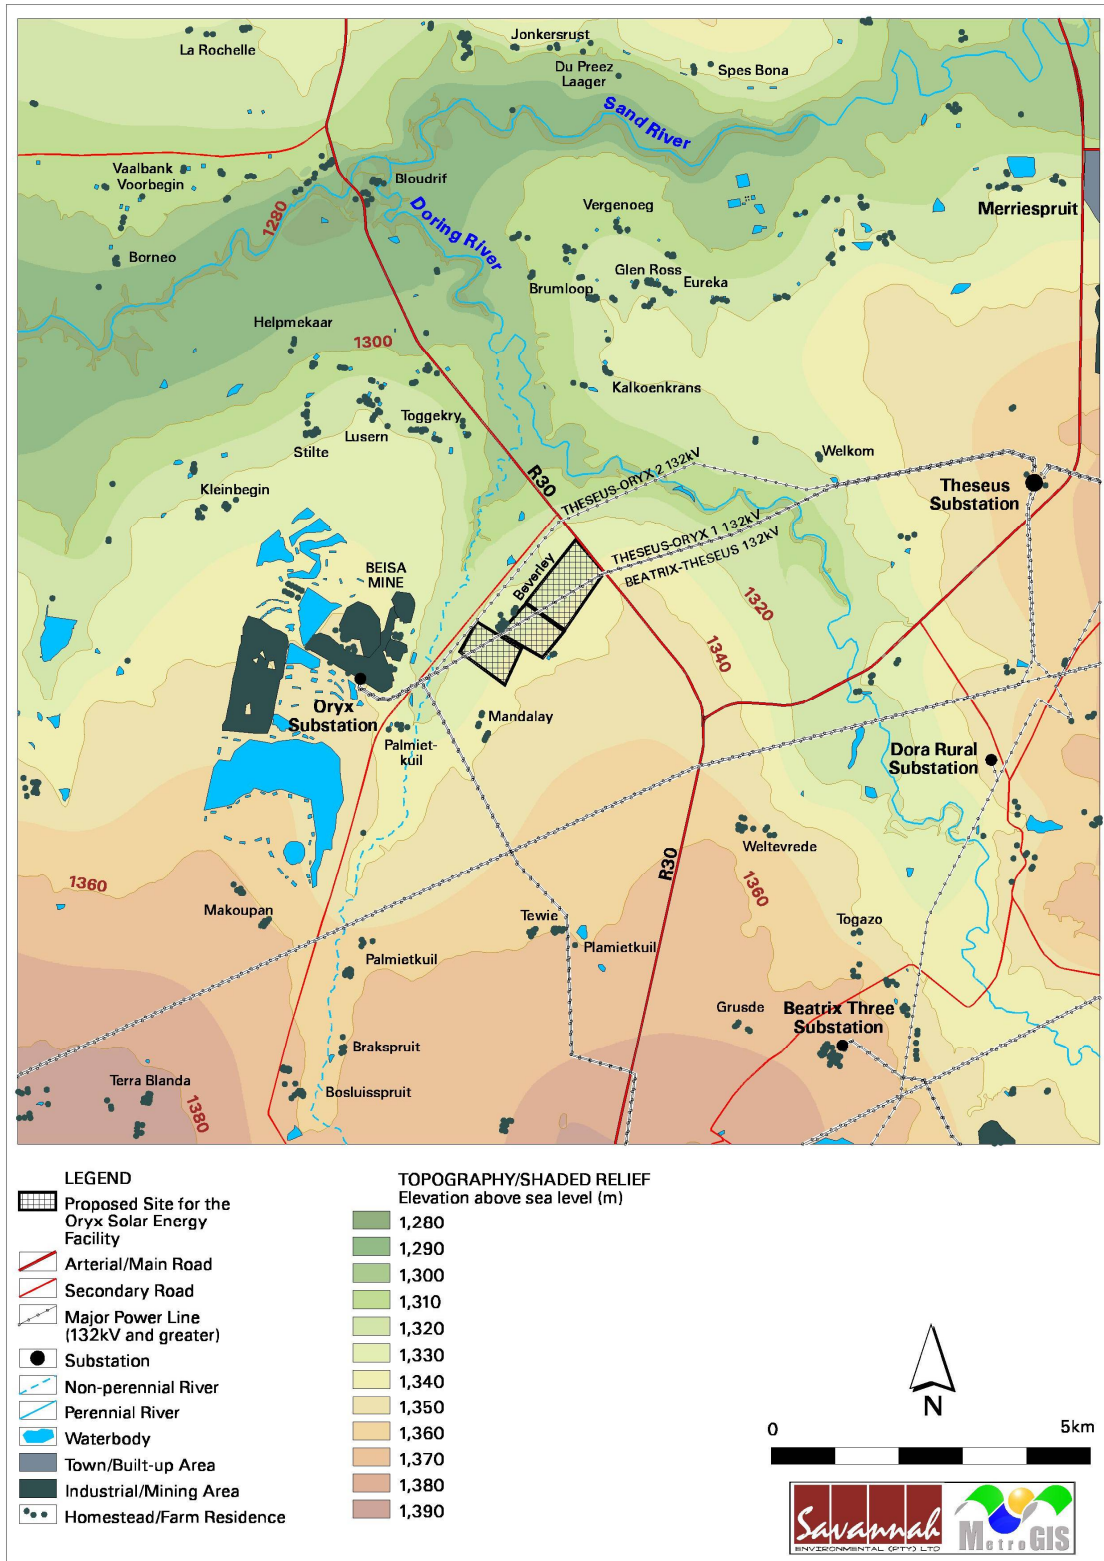 La Rochelle
Jonkersrust
Du Preez
Laager
Spes Bona
Sand River
Vaalbank
Voorbegin
Bloudrif
Merriespruit
1280
Doring River
Vergenoeg
Borneo
Glen Ross
Eureka
Brumloop
Helpmekaar
1300
Kalkoenkrans
Toggekry
Lusern
Stilte
Welkom
R30
THESEUS-ORYX 2 132kV
Theseus
Substation
Kleinbegin
THESEUS-ORYX 1 132kV
BEATRIX-THESEUS 132kV
BEISA
MINE
Beverley
1320
1340
Oryx
Substation
Mandalay
Palmiet-
kuil
Dora Rural
Substation
Weltevrede
R30
1360
1360
Makoupan
Tewie
Togazo
Plamietkuil
Palmietkuil
Grusde
Beatrix Three
Substation
Brakspruit
Terra Blanda
Bosluisspruit
1380
LEGEND
Proposed Site for the
Oryx Solar Energy
Facility
Arterial/Main Road
Secondary Road
Major Power Line
(132kV and greater)
Substation
Non-perennial River
Perennial River
Waterbody
Town/Built-up Area
Industrial/Mining Area
Homestead/Farm Residence
TOPOGRAPHY/SHADED RELIEF
Elevation above sea level (m)
1,280
1,290
1,300
1,310
1,320
1,330
1,340
1,350
1,360
1,370
1,380
1,390
N
0 5km
Savannah
ENVIRONMENTAL (PTY) LTD
MetroGIS